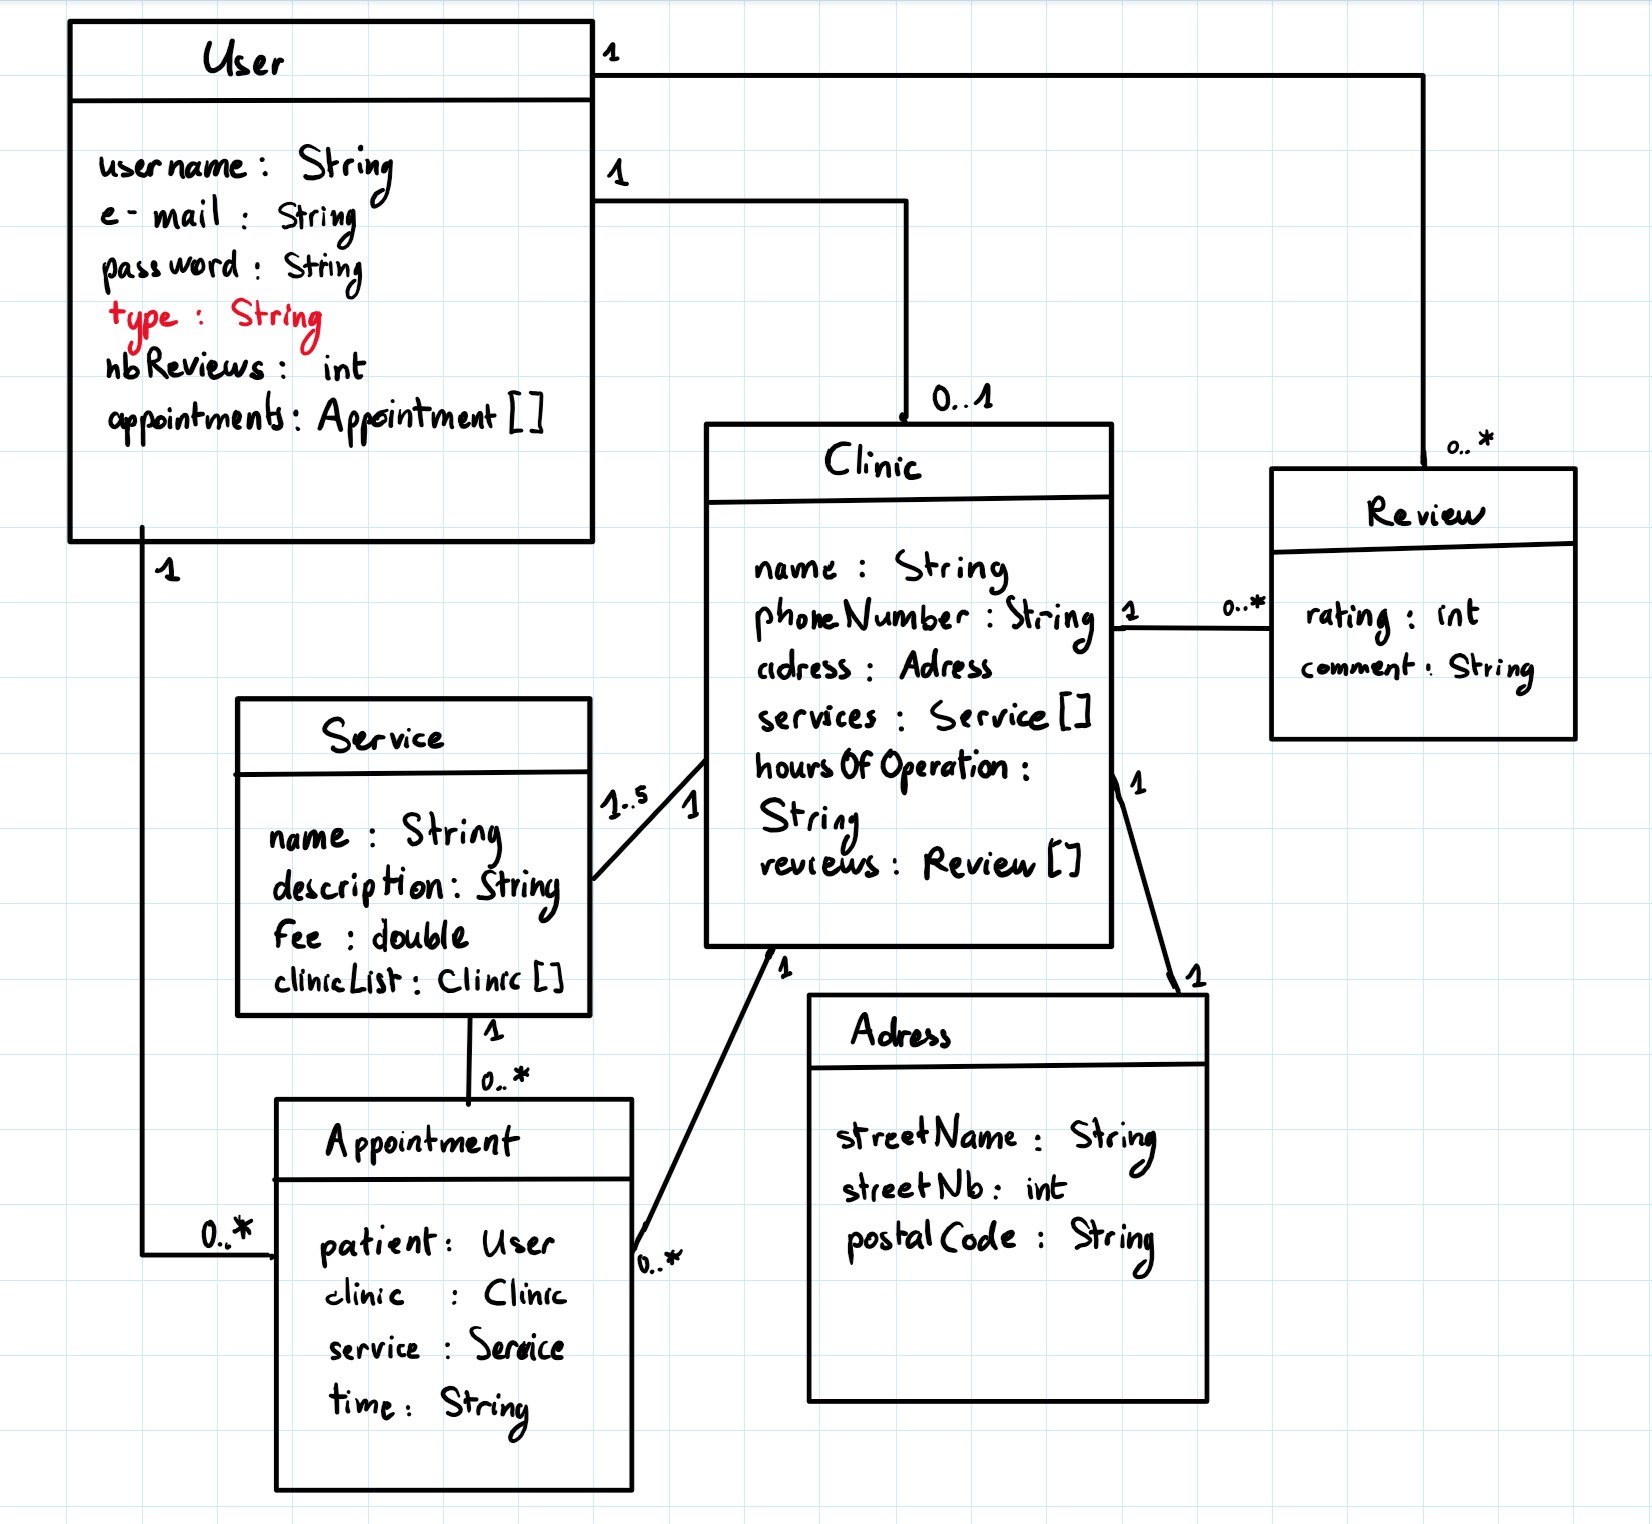 User
username : String
e-mail : String
password : String
type : String
nbReviews : int
appointments : Appointment []
1
1
1
0..1
0..*
Clinic
name : String
phoneNumber : String
adress : Adress
services : Service []
hoursOfOperation :
String
reviews : Review []
1
0..*
1
1
1
1
Review
rating : int
comment : String
Service
name : String
description : String
fee : double
clinicList : Clinic []
1..5
1
0..*
Appointment
patient : User
clinic : Clinic
service : Service
time : String
0..*
0..*
Adress
streetName : String
streetNb : int
postalCode : String